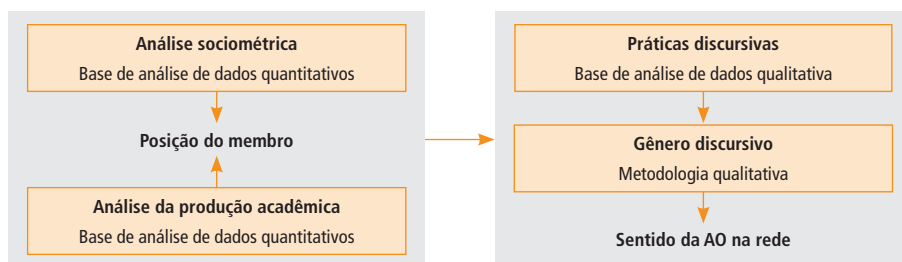 Análise sociométrica
Base de análise de dados quantitativos
Posição do membro
Análise da produção acadêmica
Base de análise de dados quantitativos
Práticas discursivas
Base de análise de dados qualitativa
Gênero discursivo
Metodologia qualitativa
Sentido da AO na rede